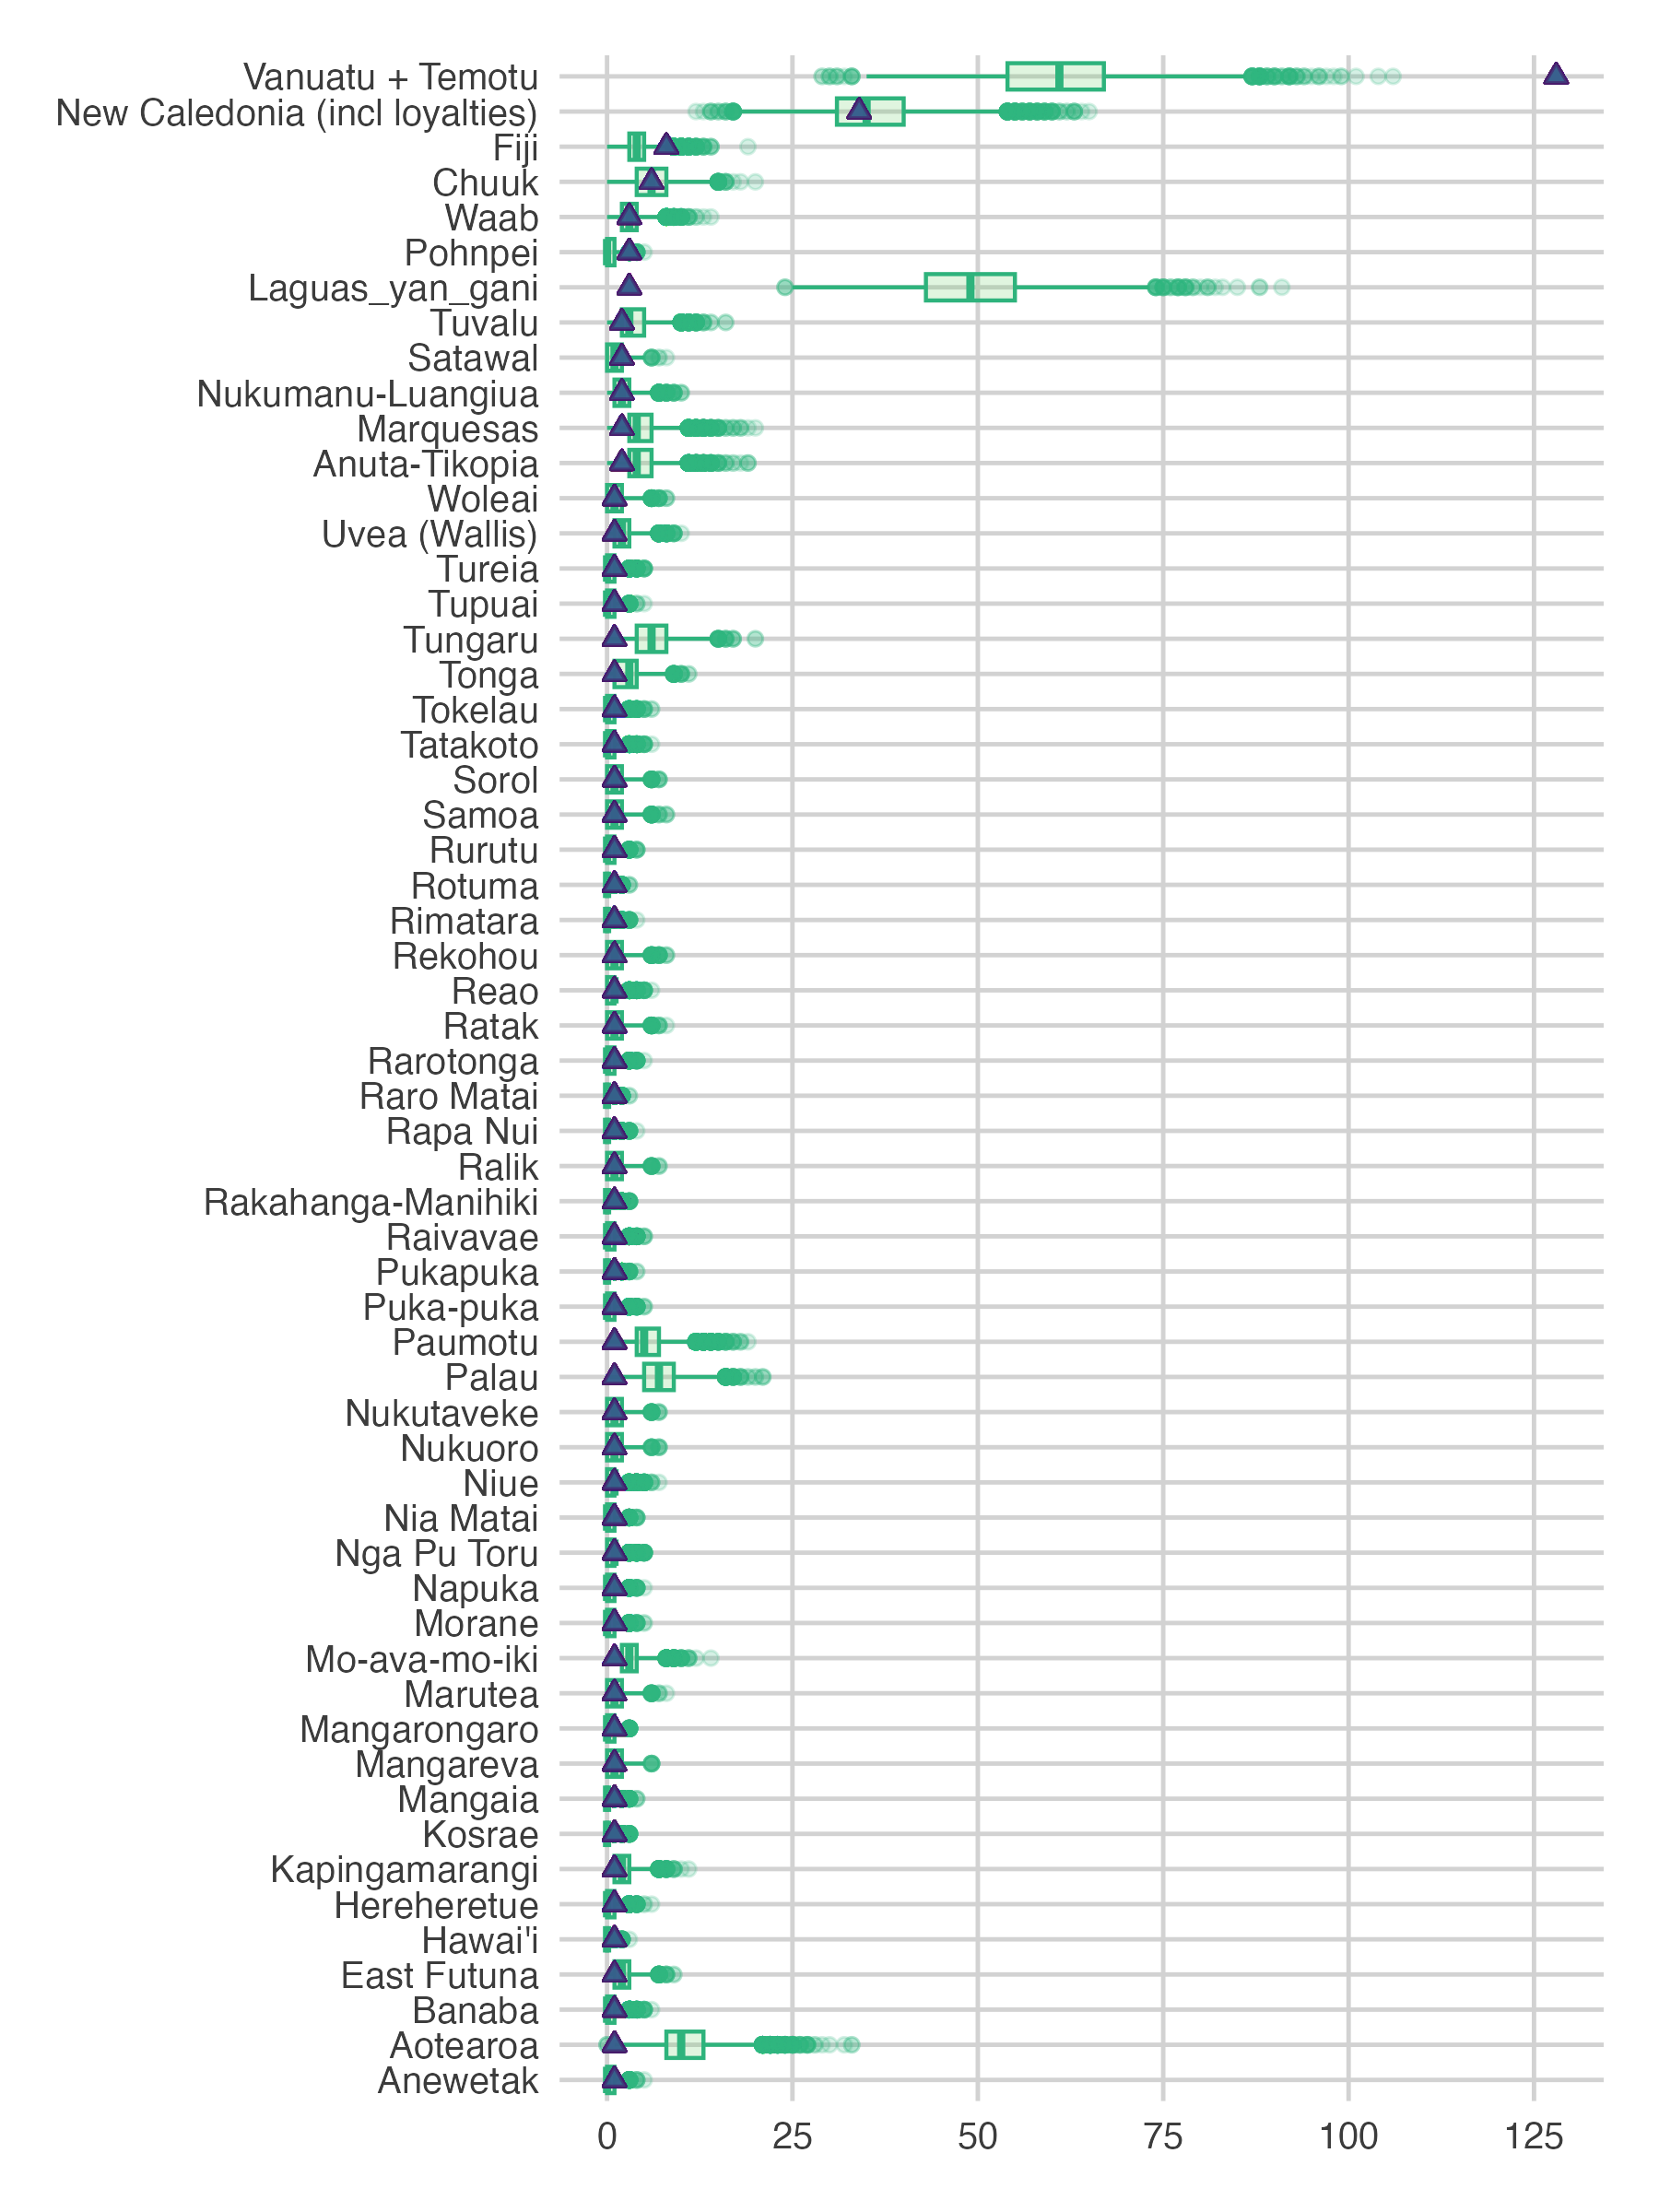 Vanuatu + Temotu
New Caledonia (incl loyalties)
Fiji
Chuuk
Waab
Pohnpei
Laguas_yan_gani
Tuvalu
Satawal
Nukumanu-Luangiua
Marquesas
Anuta-Tikopia
Woleai
Uvea (Wallis)
Tureia
Tupuai
Tungaru
Tonga
Tokelau
Tatakoto
Sorol
Samoa
Rurutu
Rotuma
Rimatara
Rekohou
Reao
Ratak
Rarotonga
Raro Matai
Rapa Nui
Ralik
Rakahanga-Manihiki
Raivavae
Pukapuka
Puka-puka
Paumotu
Palau
Nukutaveke
Nukuoro
Niue
Nia Matai
Nga Pu Toru
Napuka
Morane
Mo-ava-mo-iki
Marutea
Mangarongaro
Mangareva
Mangaia
Kosrae
Kapingamarangi
Hereheretue
Hawai'i
East Futuna
Banaba
Aotearoa
Anewetak
0 25 50 75 100 125